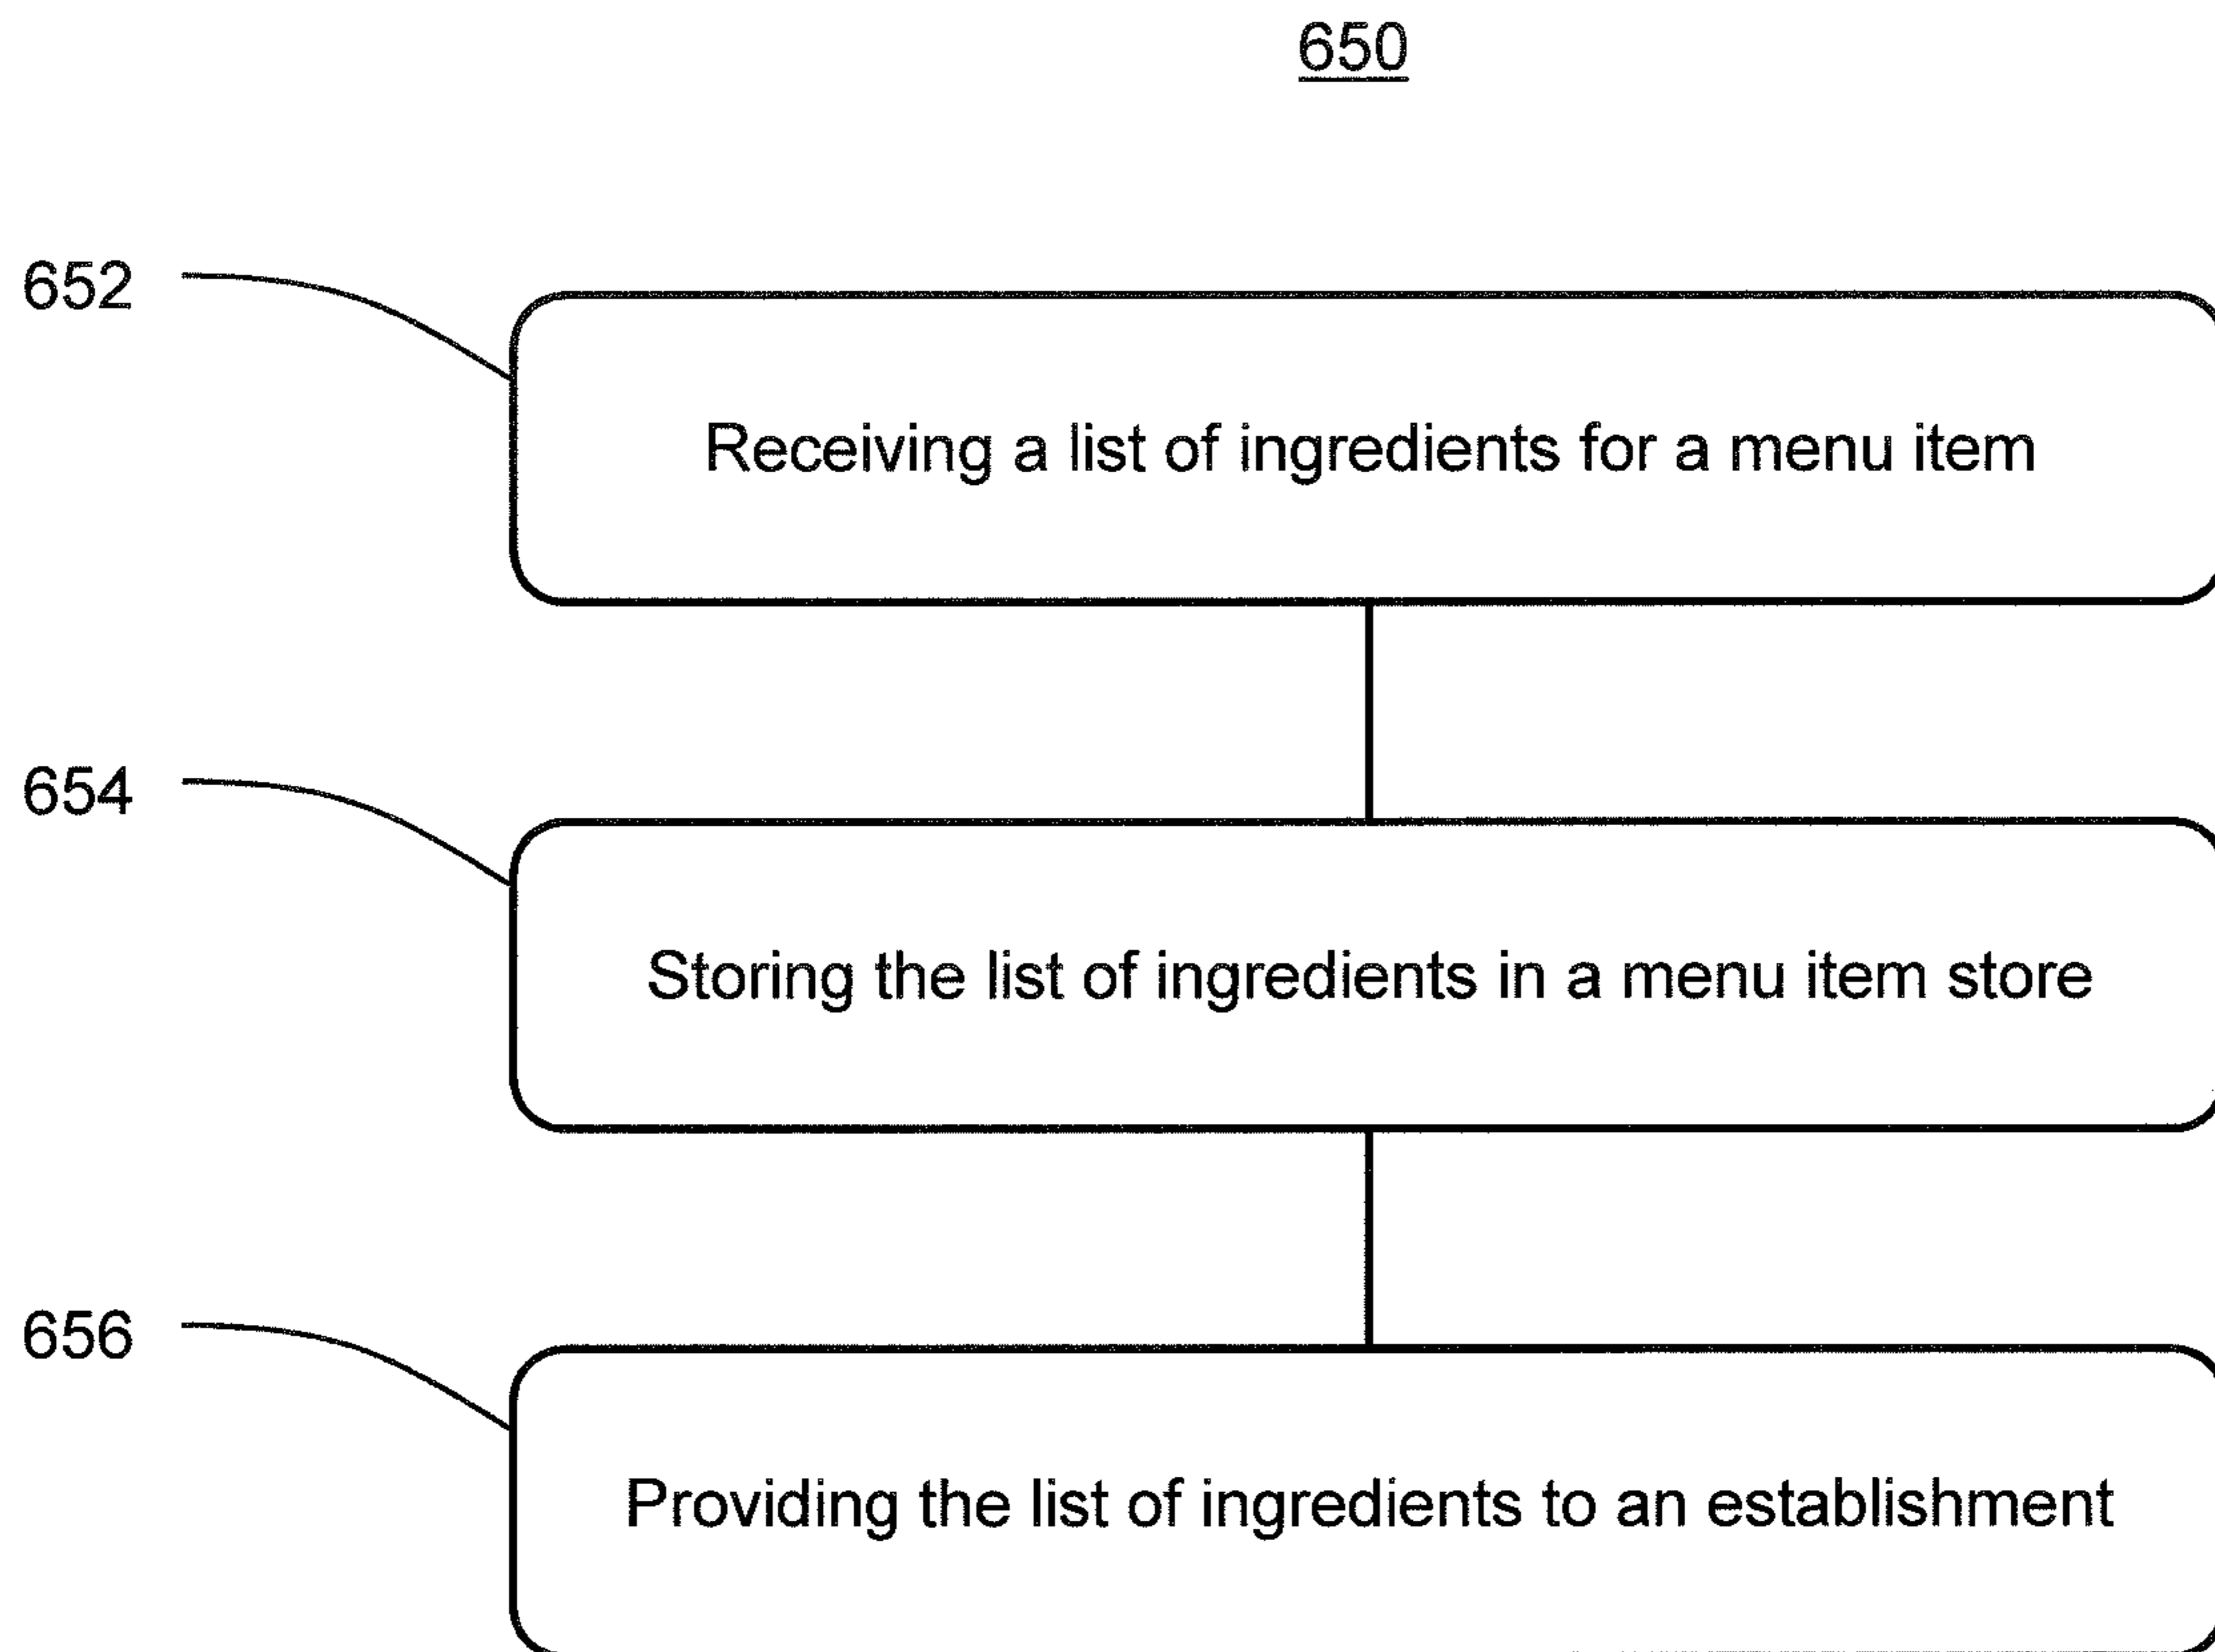 650
652
Receiving a list of ingredients for a menu item
654
Storing the list of ingredients in a menu item store
656
Providing the list of ingredients to an establishment